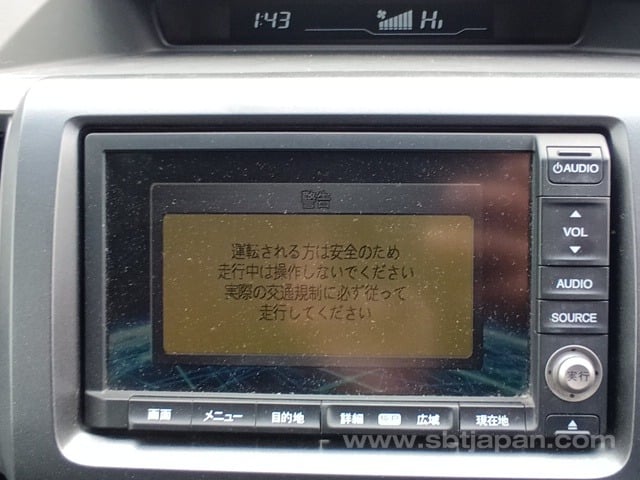 1:43 Hi
AUDIO
警告
運転される方は安全のため
走行中は操作しないでください
実際の交通規制に必ず従って
走行してください
VOL
AUDIO
SOURCE
実行
画面 メニュー 目的地 詳細 広域 現在地
www.sbtjapan.com